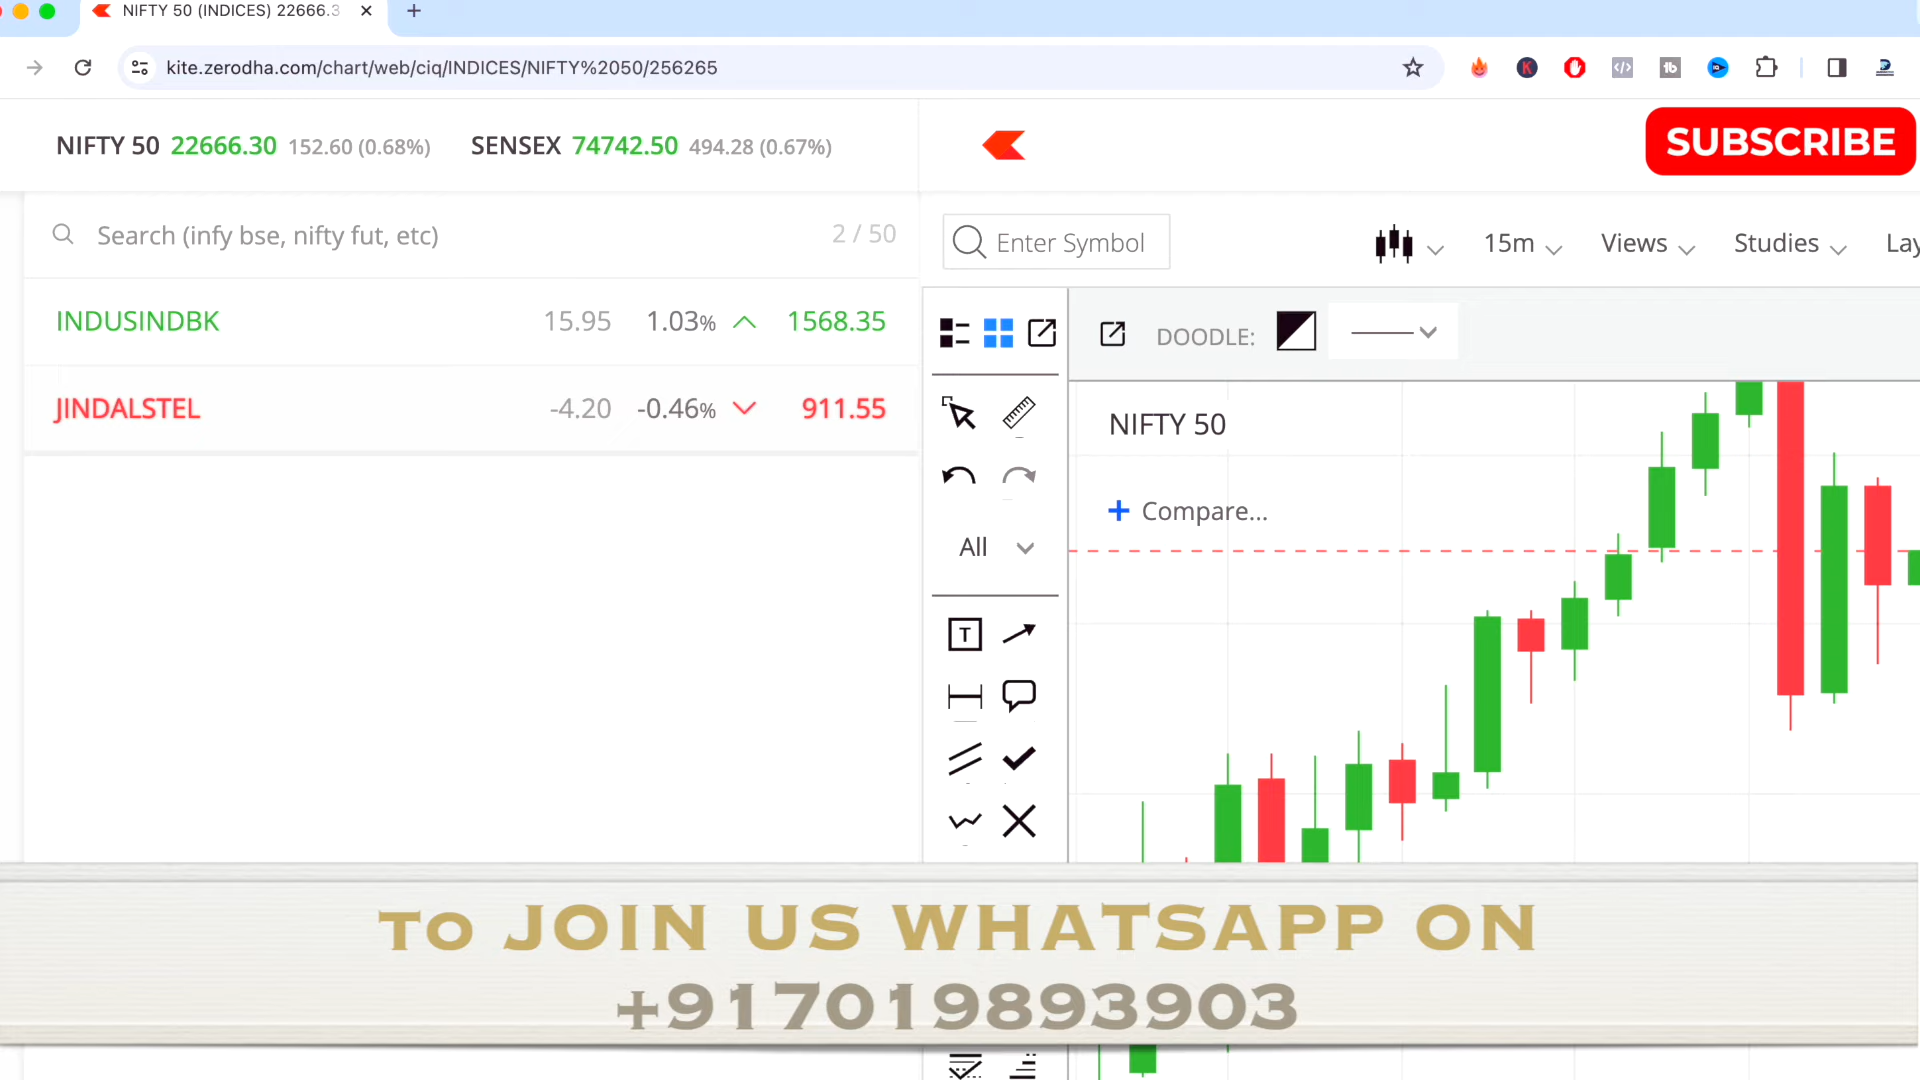 NIFTY 50 (INDICES) 22666.3
kite.zerodha.com/chart/web/ciq/INDICES/NIFTY%2050/256265
NIFTY 50 22666.30 152.60 (0.68%) SENSEX 74742.50 494.28 (0.67%)
SUBSCRIBE
Search (infy bse, nifty fut, etc) 2 / 50
Enter Symbol 15m Views Studies Lay
INDUSINDBK 15.95 1.03% 1568.35
DOODLE:
JINDALSTEL -4.20 -0.46% 911.55
NIFTY 50
+ Compare...
All
T
To JOIN US WHATSAPP ON
+917019893903